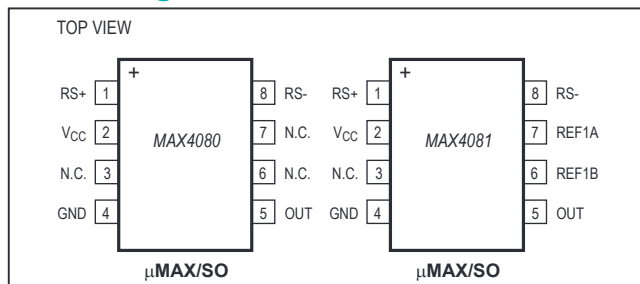 TOP VIEW
+
RS+ 1 8 RS-
VCC 2 MAX4080 7 N.C.
N.C. 3 6 N.C.
GND 4 5 OUT
µMAX/SO
+
RS+ 1 8 RS-
VCC 2 MAX4081 7 REF1A
N.C. 3 6 REF1B
GND 4 5 OUT
µMAX/SO